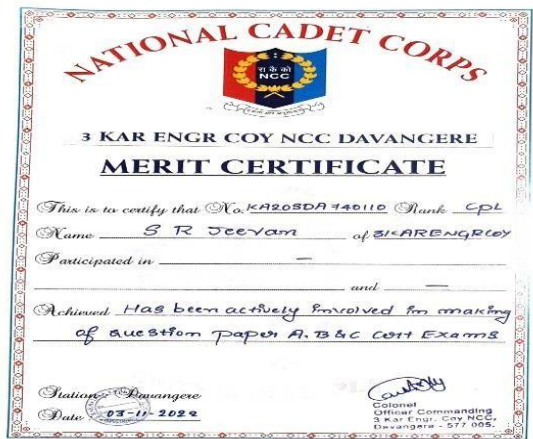 NATIONAL CADET CORPS
रा के को
NCC
3 KAR ENGR COY NCC DAVANGERE
MERIT CERTIFICATE
This is to certify that No. KA20SDA940110 Rank CPL
Name S R Jeevan of 3KARENGRCOY
Participated in —
and —
Achieved Has been actively involved in making
of question paper A, B & C cert Exams
Station Davangere
Date 03-11-2022
Colonel
Officer Commanding
3 Kar Engr. Coy NCC,
Davangere - 577 005.